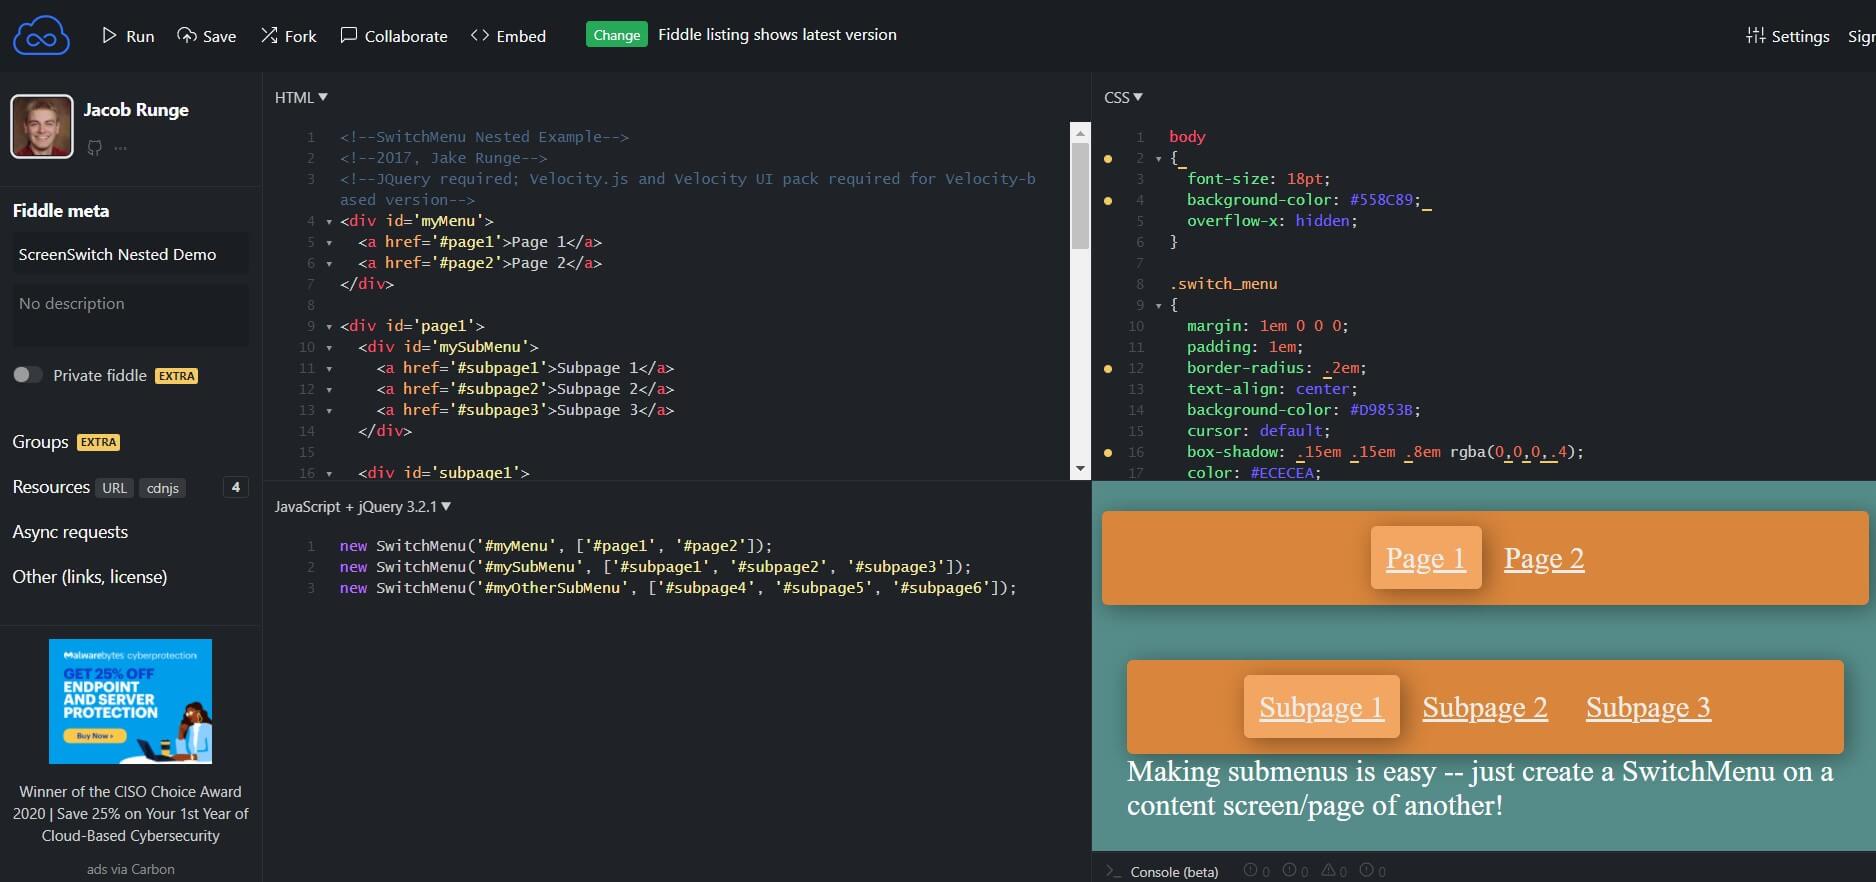 Run Save Fork Collaborate Embed Change Fiddle listing shows latest version Settings Sign
Jacob Runge
Fiddle meta
ScreenSwitch Nested Demo
No description
Private fiddle EXTRA
Groups EXTRA
Resources URL cdnjs 4
Async requests
Other (links, license)
Malwarebytes cyberprotection
GET 25% OFF
ENDPOINT
AND SERVER
PROTECTION
Buy Now ›
Winner of the CISO Choice Award
2020 | Save 25% on Your 1st Year of
Cloud-Based Cybersecurity
ads via Carbon
HTML
1 <!--SwitchMenu Nested Example-->
2 <!--2017, Jake Runge-->
3 <!--JQuery required; Velocity.js and Velocity UI pack required for Velocity-b
ased version-->
4 <div id='myMenu'>
5 <a href='#page1'>Page 1</a>
6 <a href='#page2'>Page 2</a>
7 </div>
8
9 <div id='page1'>
10 <div id='mySubMenu'>
11 <a href='#subpage1'>Subpage 1</a>
12 <a href='#subpage2'>Subpage 2</a>
13 <a href='#subpage3'>Subpage 3</a>
14 </div>
15
16 <div id='subpage1'>
JavaScript + jQuery 3.2.1
1 new SwitchMenu('#myMenu', ['#page1', '#page2']);
2 new SwitchMenu('#mySubMenu', ['#subpage1', '#subpage2', '#subpage3']);
3 new SwitchMenu('#myOtherSubMenu', ['#subpage4', '#subpage5', '#subpage6']);
CSS
1 body
2 {
3 font-size: 18pt;
4 background-color: #558C89;
5 overflow-x: hidden;
6 }
7
8 .switch_menu
9 {
10 margin: 1em 0 0 0;
11 padding: 1em;
12 border-radius: .2em;
13 text-align: center;
14 background-color: #D9853B;
15 cursor: default;
16 box-shadow: .15em .15em .8em rgba(0,0,0,.4);
17 color: #ECECEA;
Page 1 Page 2
Subpage 1 Subpage 2 Subpage 3
Making submenus is easy -- just create a SwitchMenu on a
content screen/page of another!
>_ Console (beta) 0 0 0 0